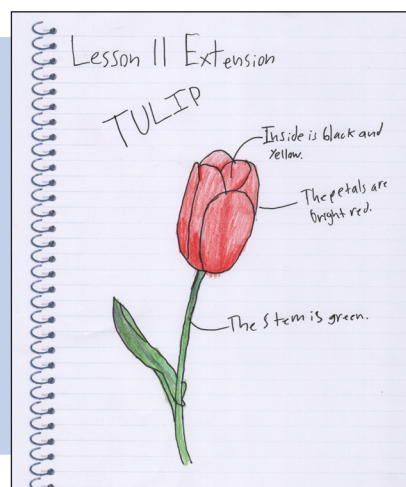 Lesson 11 Extension
TULIP
Inside is black and
Yellow.
The petals are
bright red.
The stem is green.